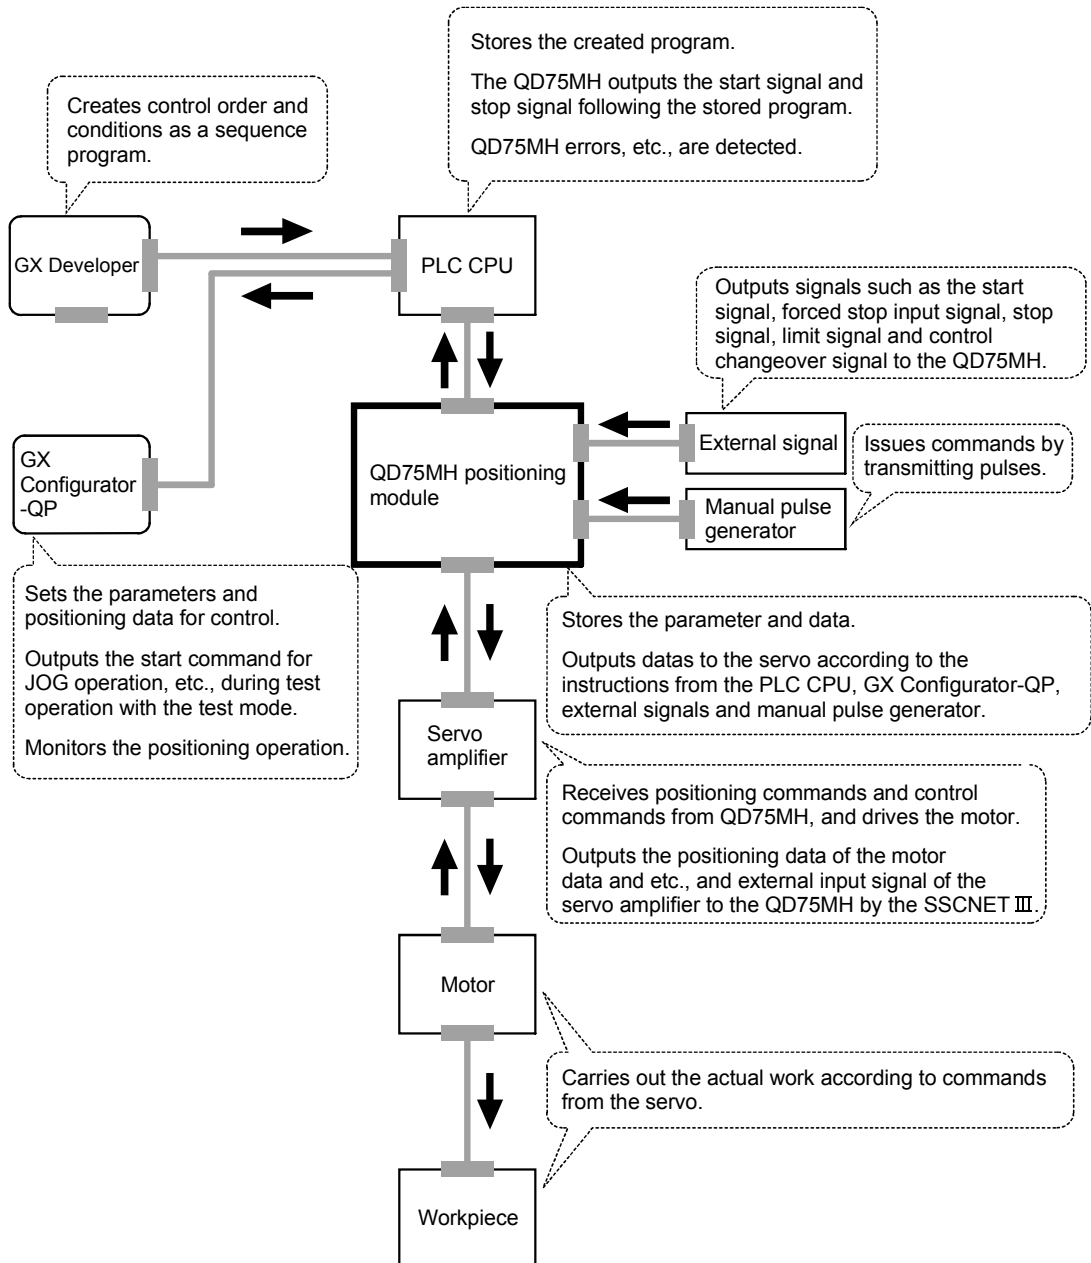 Stores the created program.
The QD75MH outputs the start signal and
stop signal following the stored program.
QD75MH errors, etc., are detected.
Creates control order and
conditions as a sequence
program.
GX Developer
PLC CPU
Outputs signals such as the start
signal, forced stop input signal, stop
signal, limit signal and control
changeover signal to the QD75MH.
GX
Configurator
-QP
QD75MH positioning
module
External signal
Manual pulse
generator
Issues commands by
transmitting pulses.
Sets the parameters and
positioning data for control.
Outputs the start command for
JOG operation, etc., during test
operation with the test mode.
Monitors the positioning operation.
Stores the parameter and data.
Outputs datas to the servo according to the
instructions from the PLC CPU, GX Configurator-QP,
external signals and manual pulse generator.
Servo
amplifier
Receives positioning commands and control
commands from QD75MH, and drives the motor.
Outputs the positioning data of the motor
data and etc., and external input signal of the
servo amplifier to the QD75MH by the SSCNET Ⅲ.
Motor
Carries out the actual work according to commands
from the servo.
Workpiece